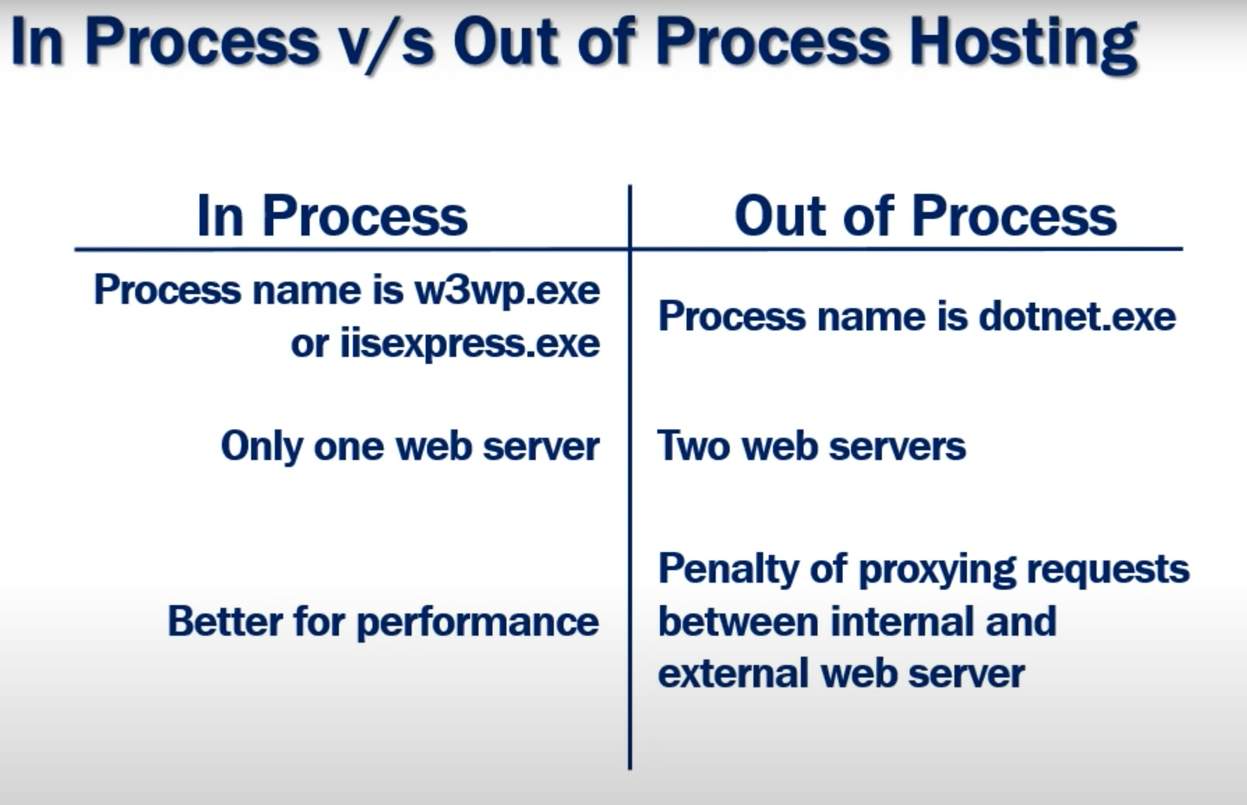 In Process v/s Out of Process Hosting
In Process
Out of Process
Process name is w3wp.exe
or iisexpress.exe
Process name is dotnet.exe
Only one web server
Two web servers
Better for performance
Penalty of proxying requests
between internal and
external web server